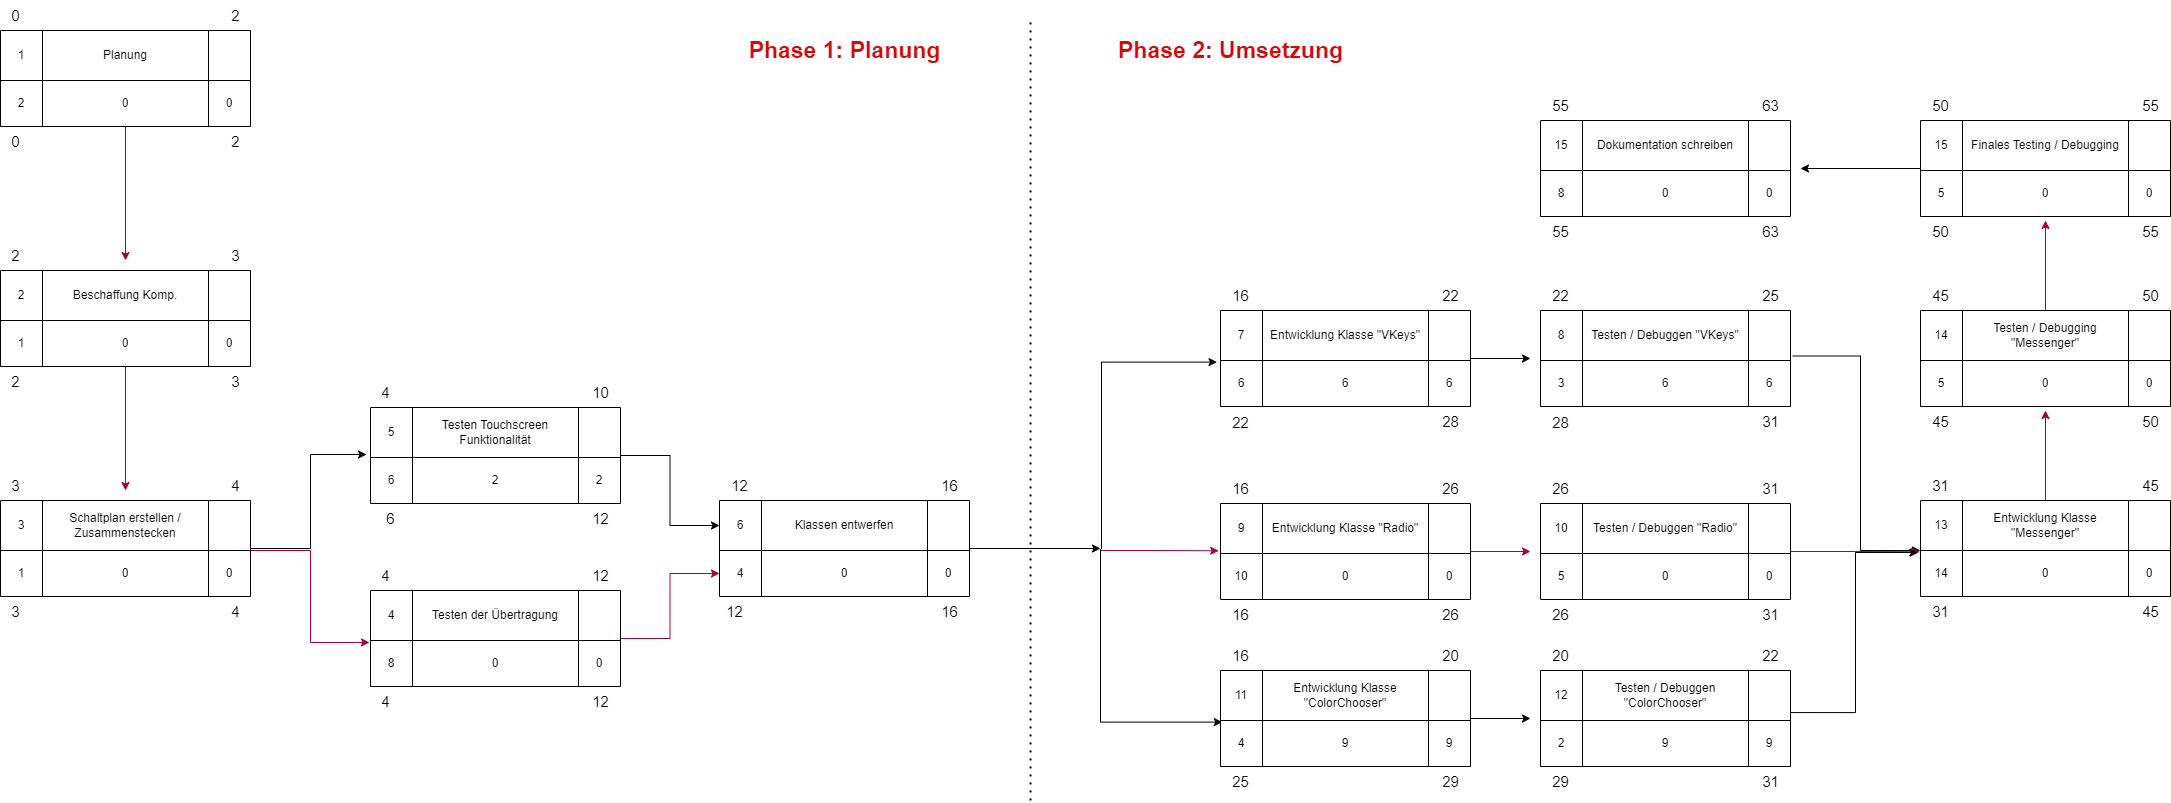 0 2
1 Planung
2 0 0
0 2
2 3
2 Beschaffung Komp.
1 0 0
2 3
3 4
3 Schaltplan erstellen /
Zusammenstecken
1 0 0
3 4
4 10
5 Testen Touchscreen
Funktionalität
6 2 2
6 12
4 12
4 Testen der Übertragung
8 0 0
4 12
12 16
6 Klassen entwerfen
4 0 0
12 16
Phase 1: Planung
Phase 2: Umsetzung
16 22
7 Entwicklung Klasse "VKeys"
6 6 6
22 28
22 25
8 Testen / Debuggen "VKeys"
3 6 6
28 31
16 26
9 Entwicklung Klasse "Radio"
10 0 0
16 26
26 31
10 Testen / Debuggen "Radio"
5 0 0
26 31
16 20
11 Entwicklung Klasse
"ColorChooser"
4 9 9
25 29
20 22
12 Testen / Debuggen
"ColorChooser"
2 9 9
29 31
31 45
13 Entwicklung Klasse
"Messenger"
14 0 0
31 45
45 50
14 Testen / Debugging
"Messenger"
5 0 0
45 50
50 55
15 Finales Testing / Debugging
5 0 0
50 55
55 63
15 Dokumentation schreiben
8 0 0
55 63